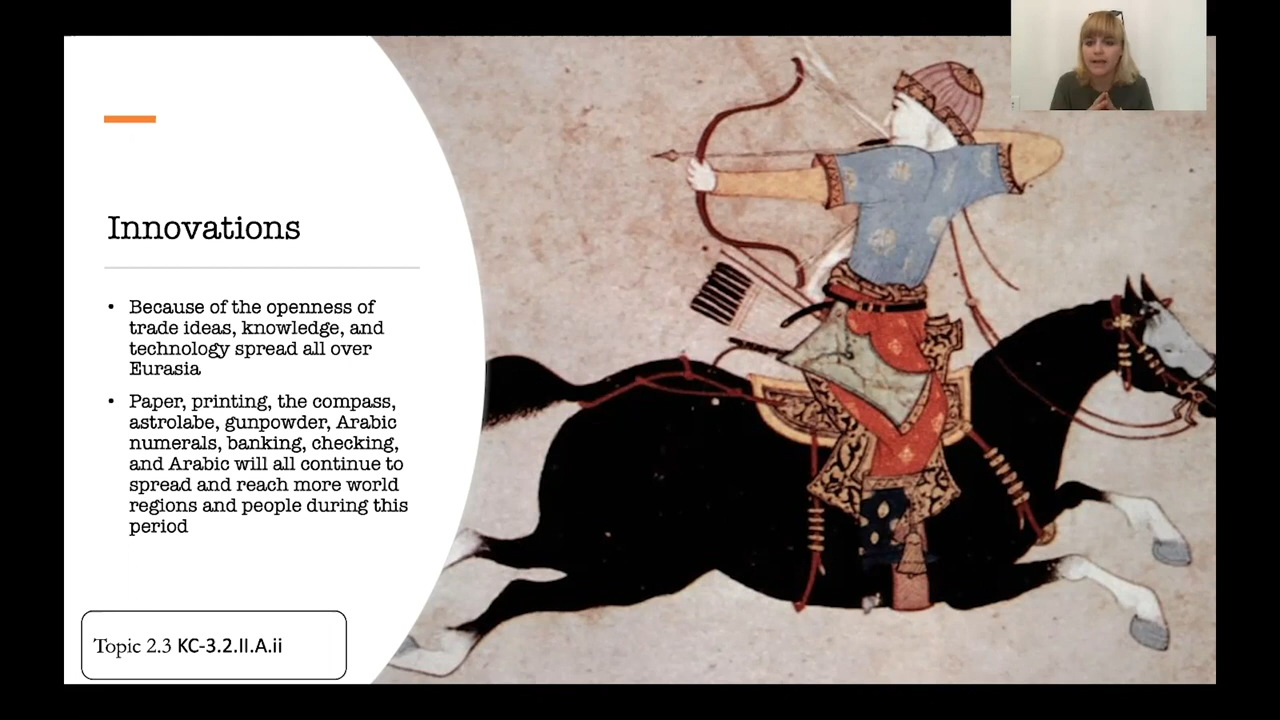 Innovations
• Because of the openness of
trade ideas, knowledge, and
technology spread all over
Eurasia
• Paper, printing, the compass,
astrolabe, gunpowder, Arabic
numerals, banking, checking,
and Arabic will all continue to
spread and reach more world
regions and people during this
period
Topic 2.3 KC-3.2.II.A.ii